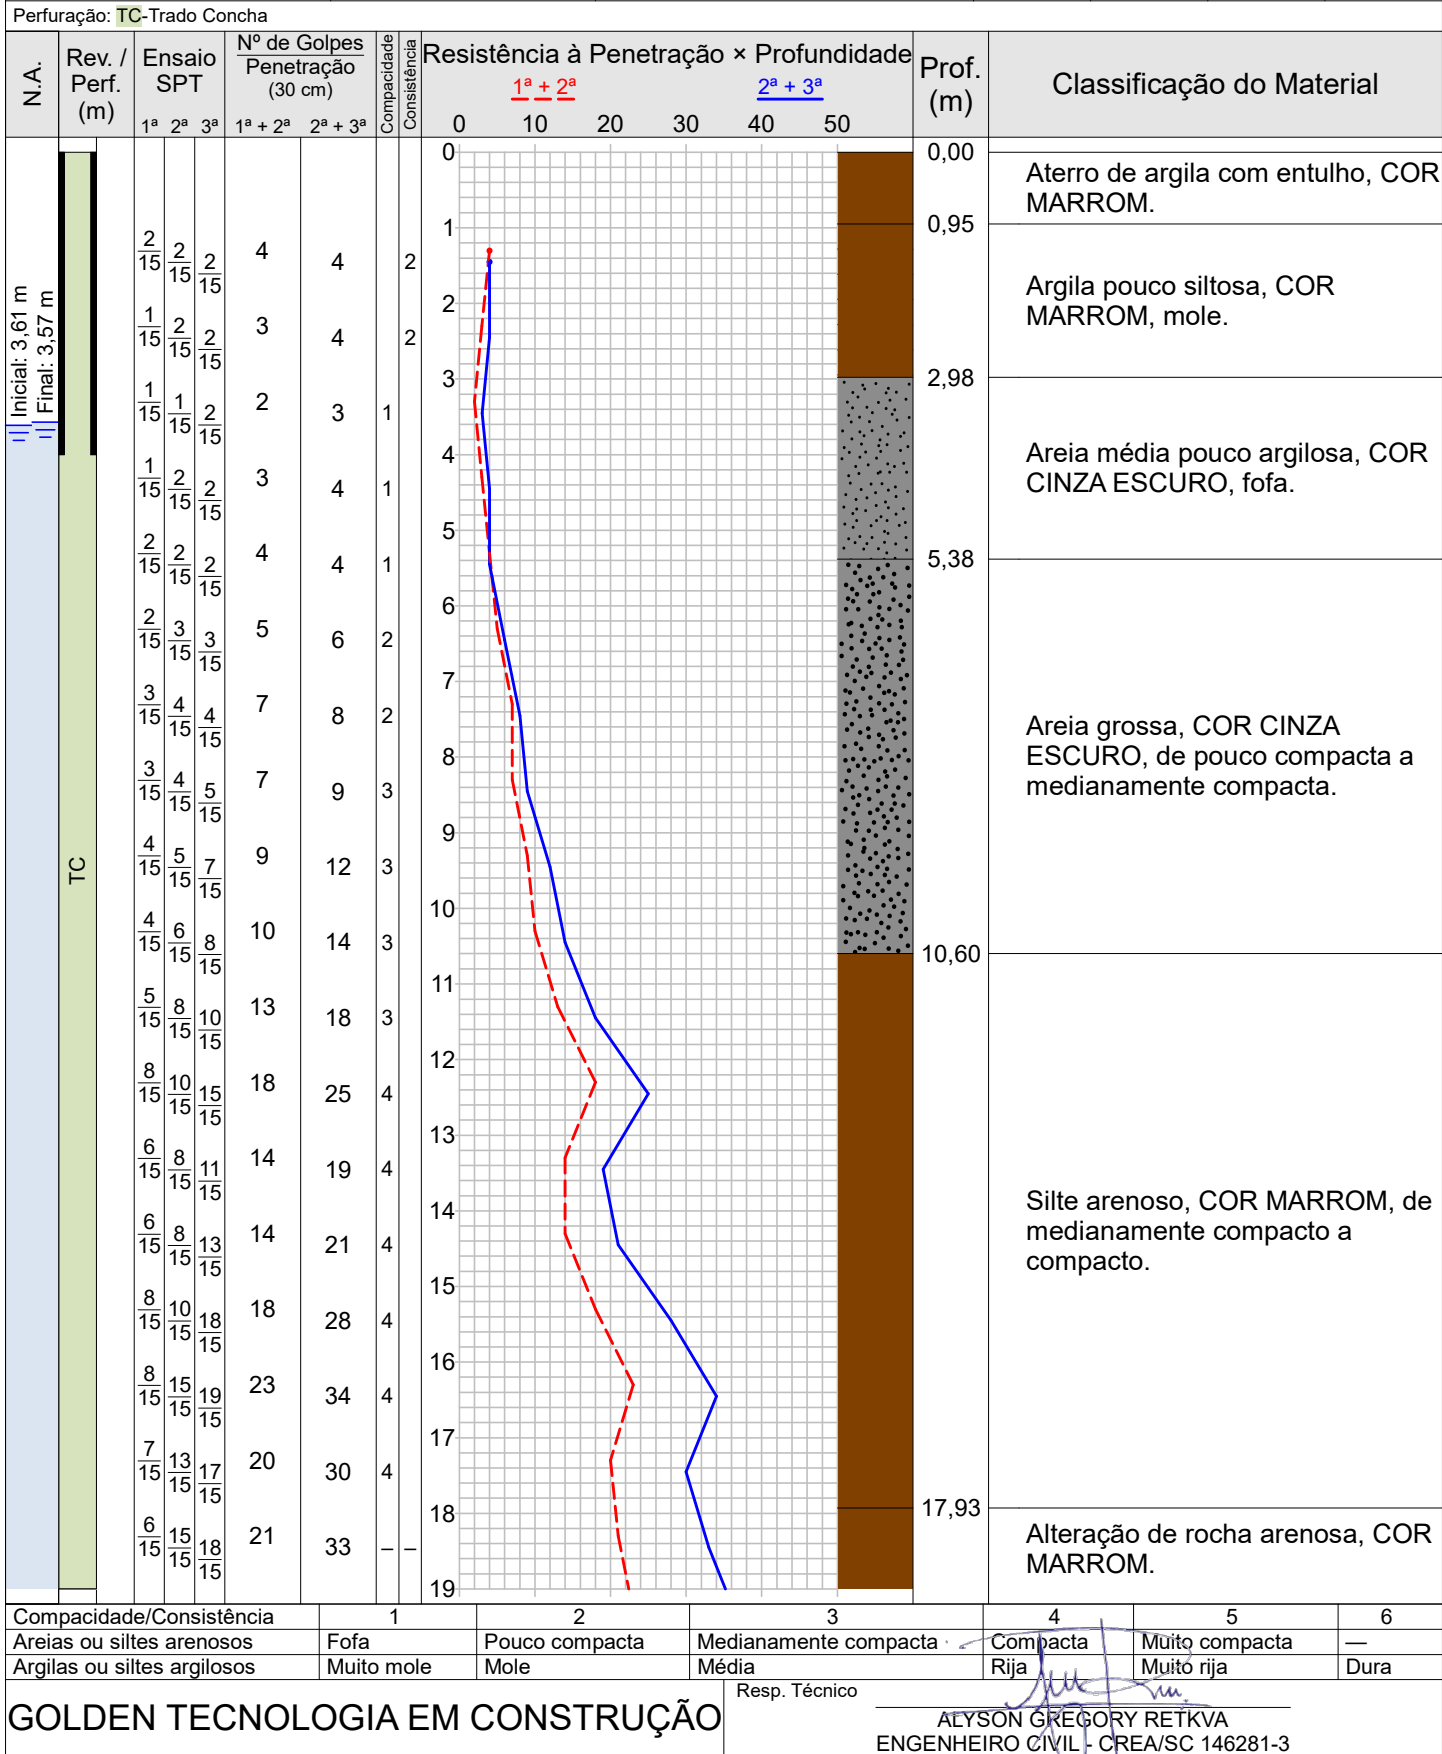 Perfuração: TC-Trado Concha
N.A.
Rev. / Perf. (m)
Ensaio SPT
1ª 2ª 3ª
Nº de Golpes
Penetração
(30 cm)
1ª + 2ª 2ª + 3ª
Compacidade
Consistência
Resistência à Penetração × Profundidade
1ª + 2ª 2ª + 3ª
0 10 20 30 40 50
Prof. (m)
Classificação do Material
Inicial: 3,61 m
Final: 3,57 m
TC
2/15 2/15 2/15 4 4 2
1/15 2/15 2/15 3 4 2
1/15 1/15 2/15 2 3 1
1/15 2/15 2/15 3 4 1
2/15 2/15 2/15 4 4 1
2/15 3/15 3/15 5 6 2
3/15 4/15 4/15 7 8 2
3/15 4/15 5/15 7 9 3
4/15 5/15 7/15 9 12 3
4/15 6/15 8/15 10 14 3
5/15 8/15 10/15 13 18 3
8/15 10/15 15/15 18 25 4
6/15 8/15 11/15 14 19 4
6/15 8/15 13/15 14 21 4
8/15 10/15 18/15 18 28 4
8/15 15/15 19/15 23 34 4
7/15 13/15 17/15 20 30 4
6/15 15/15 18/15 21 33 – –
0
1
2
3
4
5
6
7
8
9
10
11
12
13
14
15
16
17
18
19
0,00
Aterro de argila com entulho, COR
MARROM.
0,95
Argila pouco siltosa, COR
MARROM, mole.
2,98
Areia média pouco argilosa, COR
CINZA ESCURO, fofa.
5,38
Areia grossa, COR CINZA
ESCURO, de pouco compacta a
medianamente compacta.
10,60
Silte arenoso, COR MARROM, de
medianamente compacto a
compacto.
17,93
Alteração de rocha arenosa, COR
MARROM.
Compacidade/Consistência 1 2 3 4 5 6
Areias ou siltes arenosos Fofa Pouco compacta Medianamente compacta Compacta Muito compacta —
Argilas ou siltes argilosos Muito mole Mole Média Rija Muito rija Dura
GOLDEN TECNOLOGIA EM CONSTRUÇÃO
Resp. Técnico
ALYSON GREGORY RETKVA
ENGENHEIRO CIVIL - CREA/SC 146281-3